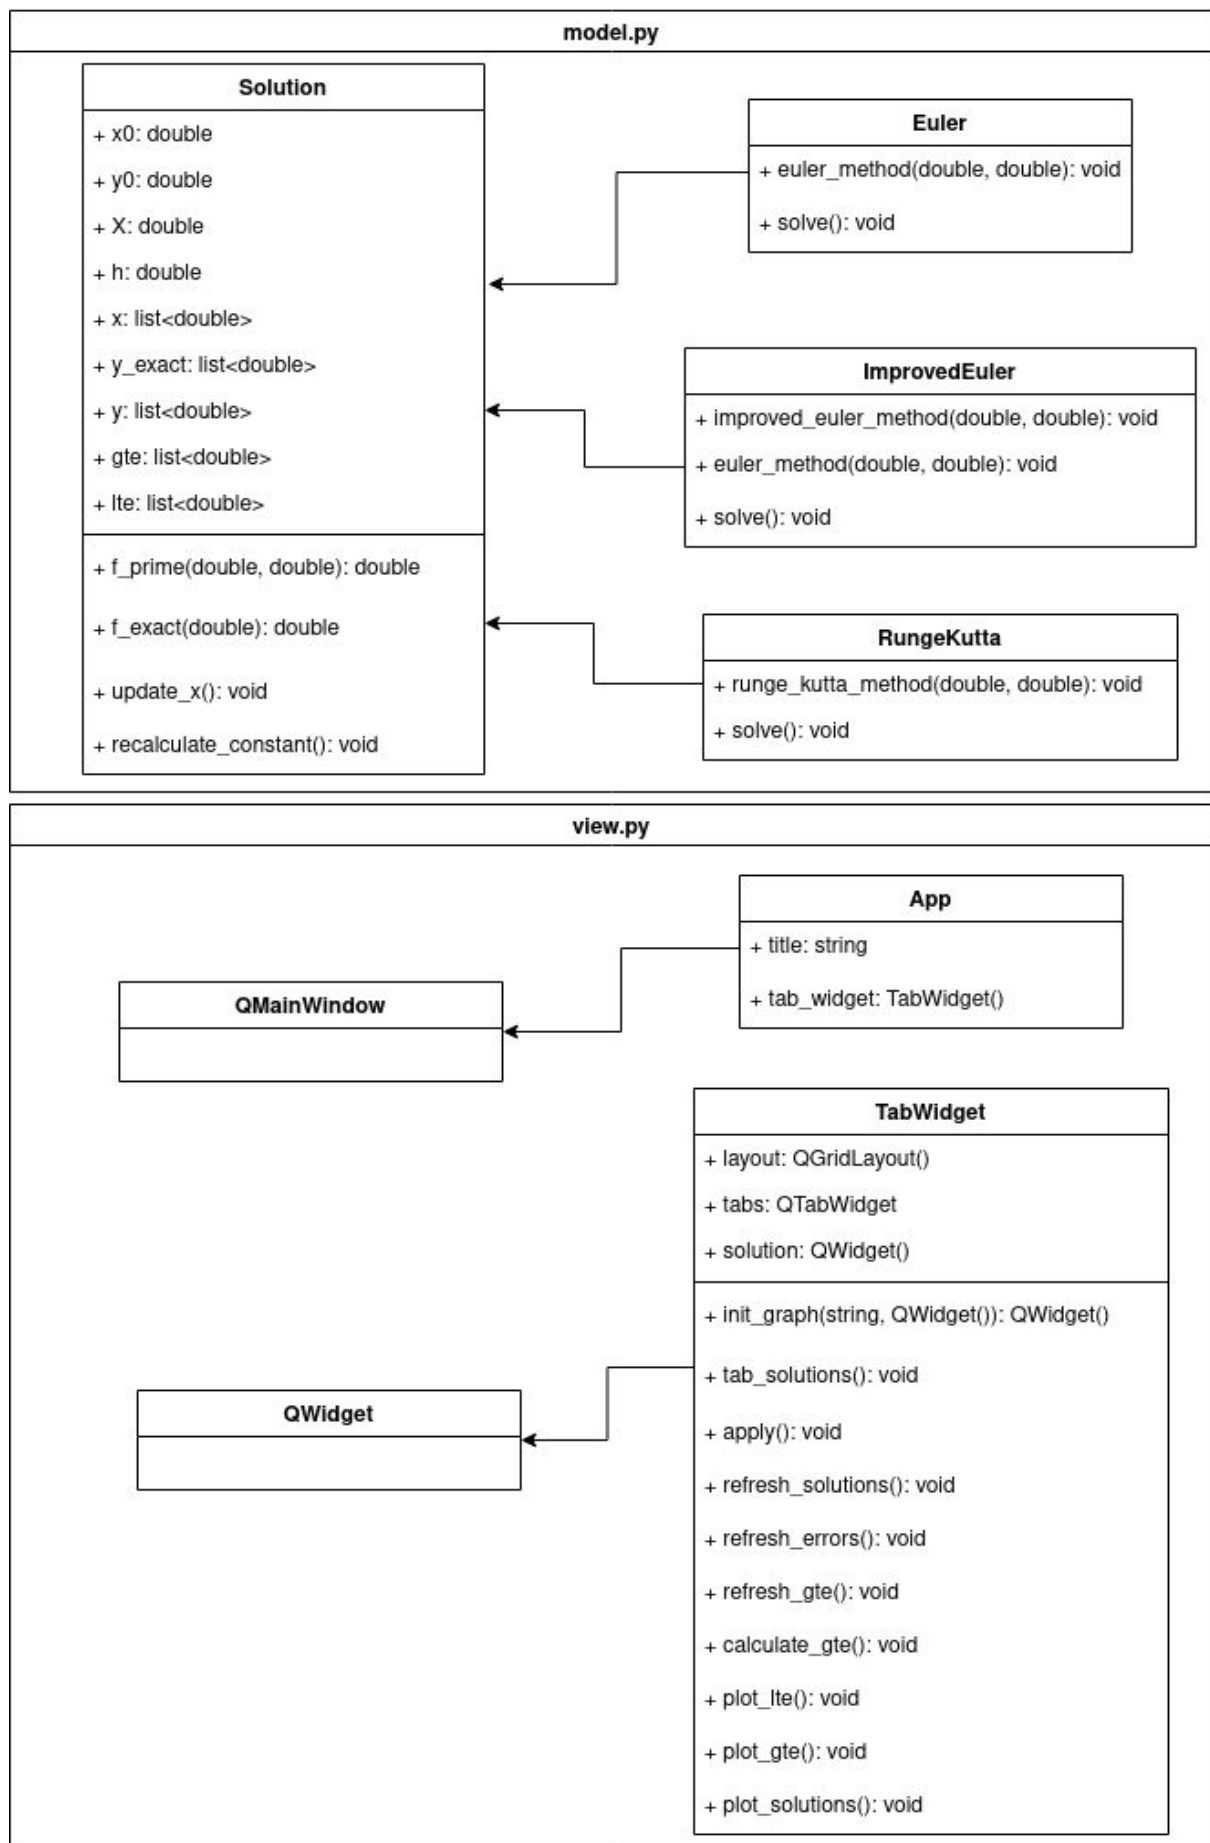 model.py
Solution
+ x0: double
+ y0: double
+ X: double
+ h: double
+ x: list<double>
+ y_exact: list<double>
+ y: list<double>
+ gte: list<double>
+ lte: list<double>
+ f_prime(double, double): double
+ f_exact(double): double
+ update_x(): void
+ recalculate_constant(): void
Euler
+ euler_method(double, double): void
+ solve(): void
ImprovedEuler
+ improved_euler_method(double, double): void
+ euler_method(double, double): void
+ solve(): void
RungeKutta
+ runge_kutta_method(double, double): void
+ solve(): void
view.py
App
+ title: string
+ tab_widget: TabWidget()
QMainWindow
TabWidget
+ layout: QGridLayout()
+ tabs: QTabWidget
+ solution: QWidget()
+ init_graph(string, QWidget()): QWidget()
+ tab_solutions(): void
+ apply(): void
+ refresh_solutions(): void
+ refresh_errors(): void
+ refresh_gte(): void
+ calculate_gte(): void
+ plot_lte(): void
+ plot_gte(): void
+ plot_solutions(): void
QWidget